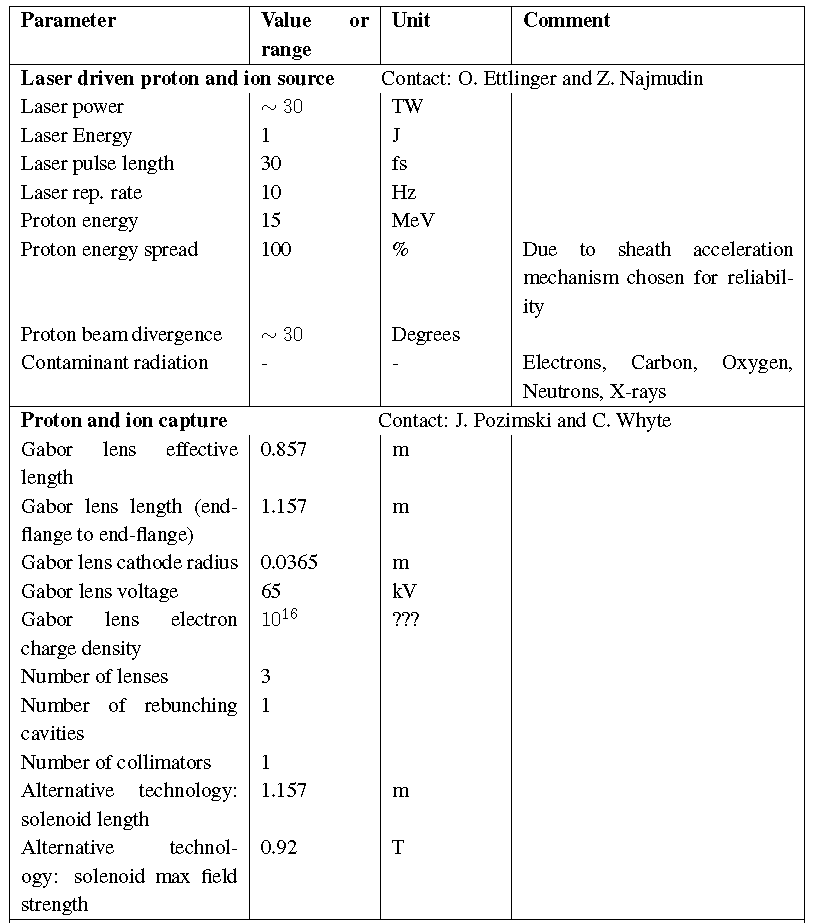 Parameter Value or Unit Comment
range
Laser driven proton and ion source Contact: O. Ettlinger and Z. Najmudin
Laser power ∼ 30 TW
Laser Energy 1 J
Laser pulse length 30 fs
Laser rep. rate 10 Hz
Proton energy 15 MeV
Proton energy spread 100 % Due to sheath acceleration
mechanism chosen for reliabil-
ity
Proton beam divergence ∼ 30 Degrees
Contaminant radiation - - Electrons, Carbon, Oxygen,
Neutrons, X-rays
Proton and ion capture Contact: J. Pozimski and C. Whyte
Gabor lens effective 0.857 m
length
Gabor lens length (end- 1.157 m
flange to end-flange)
Gabor lens cathode radius 0.0365 m
Gabor lens voltage 65 kV
Gabor lens electron 10^16 ???
charge density
Number of lenses 3
Number of rebunching 1
cavities
Number of collimators 1
Alternative technology: 1.157 m
solenoid length
Alternative technol- 0.92 T
ogy: solenoid max field
strength